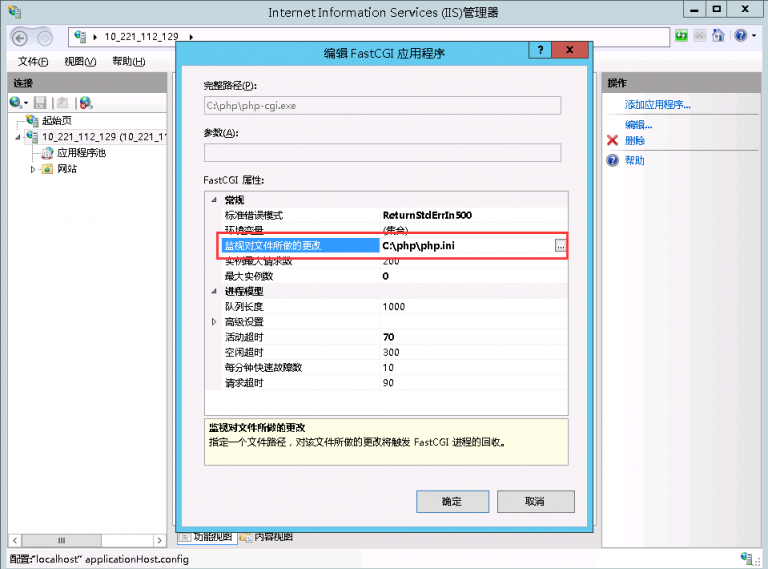 Internet Information Services (IIS)管理器
10_221_112_129
文件(F) 视图(V) 帮助(H)
连接
起始页
10_221_112_129 (10_221_11
应用程序池
网站
编辑 FastCGI 应用程序
?
X
完整路径(P):
C:\php\php-cgi.exe
参数(A):
FastCGI 属性:
常规
标准错误模式 ReturnStdErrIn500
环境变量 (集合)
监视对文件所做的更改 C:\php\php.ini ...
实例最大请求数 200
最大实例数 0
进程模型
队列长度 1000
高级设置
活动超时 70
空闲超时 300
每分钟快速故障数 10
请求超时 90
监视对文件所做的更改
指定一个文件路径，对该文件所做的更改将触发 FastCGI 进程的回收。
确定 取消
操作
添加应用程序...
编辑...
删除
帮助
功能视图 内容视图
配置:"localhost" applicationHost.config